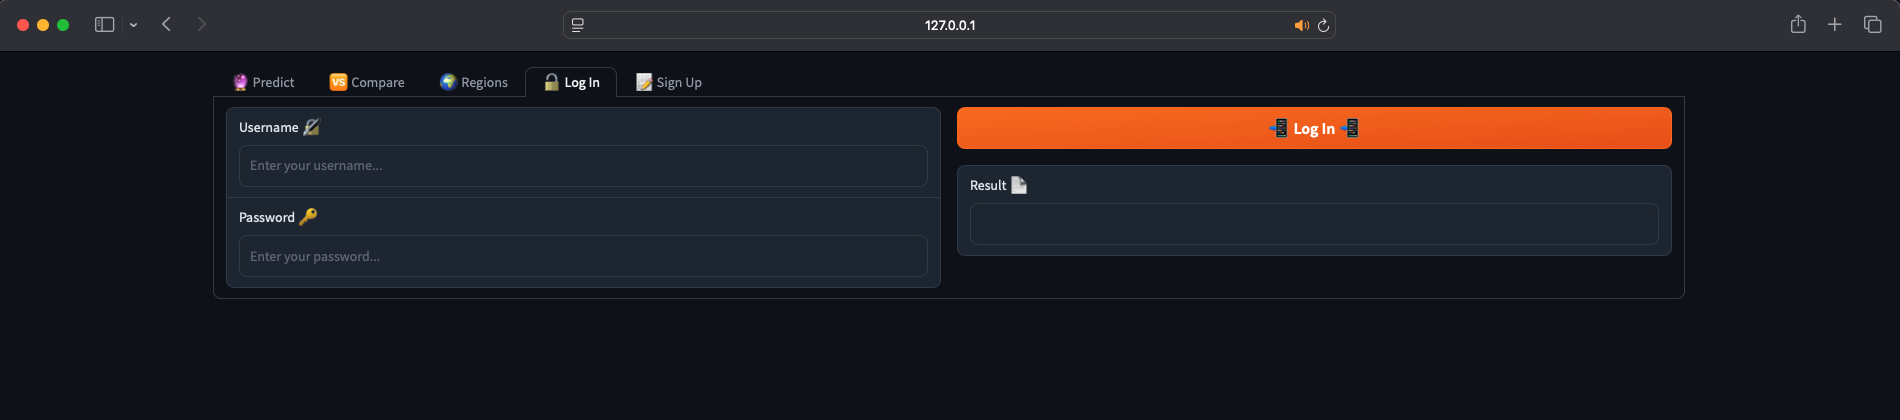 127.0.0.1
Predict
VS Compare
Regions
Log In
Sign Up
Username
Enter your username...
Password
Enter your password...
Log In
Result